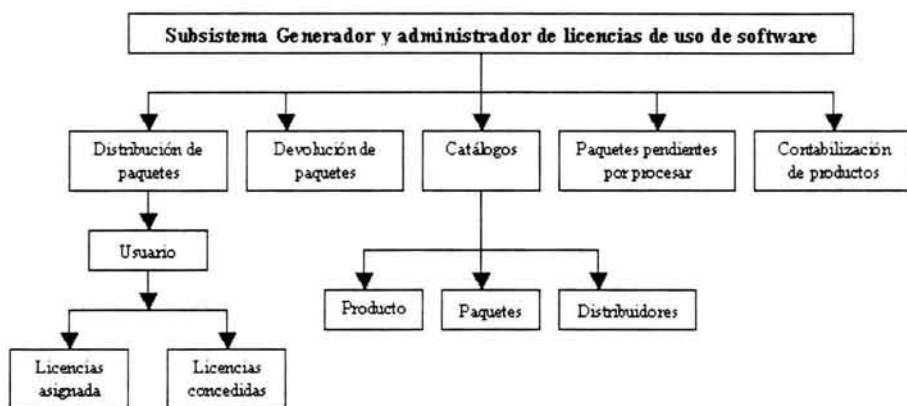 Subsistema Generador y administrador de licencias de uso de software
Distribución de
paquetes
Devolución de
paquetes
Catálogos
Paquetes pendientes
por procesar
Contabilización
de productos
Usuario
Producto
Paquetes
Distribuidores
Licencias
asignada
Licencias
concedidas